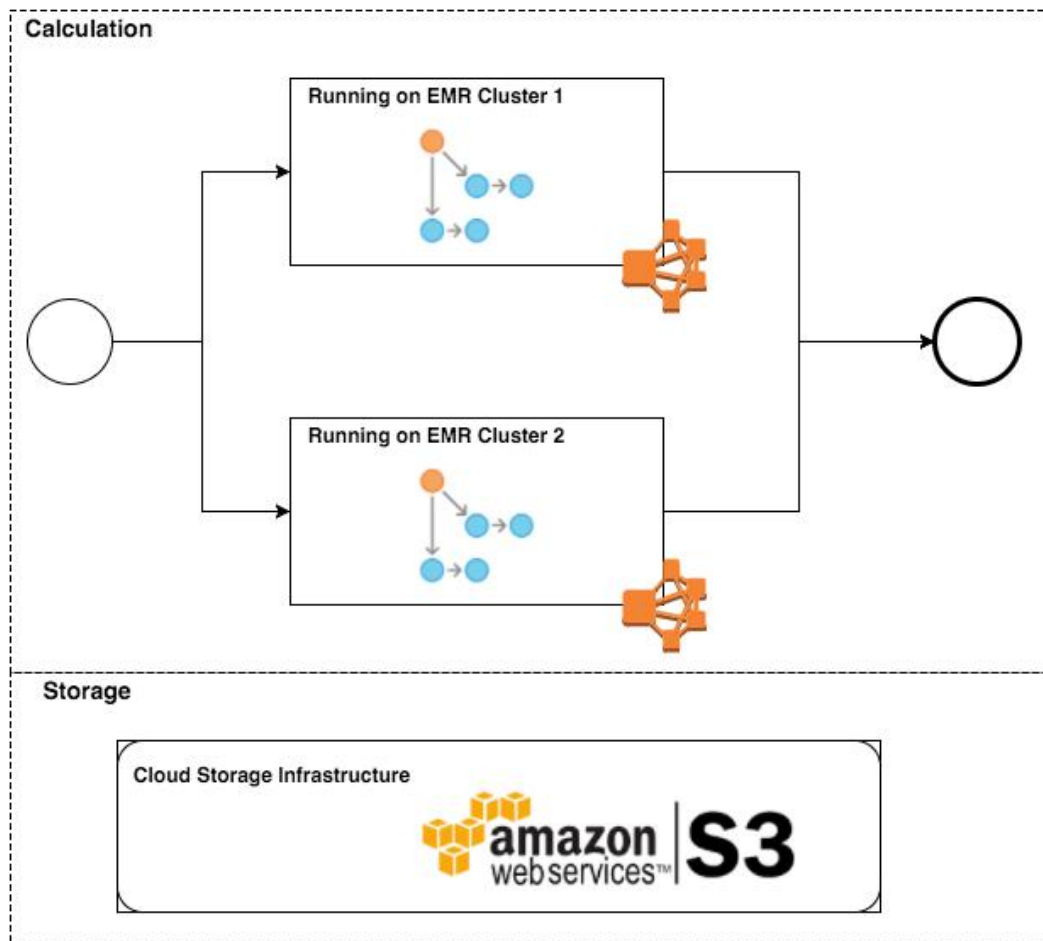 Calculation
Running on EMR Cluster 1
Running on EMR Cluster 2
Storage
Cloud Storage Infrastructure
amazon
web services™
S3